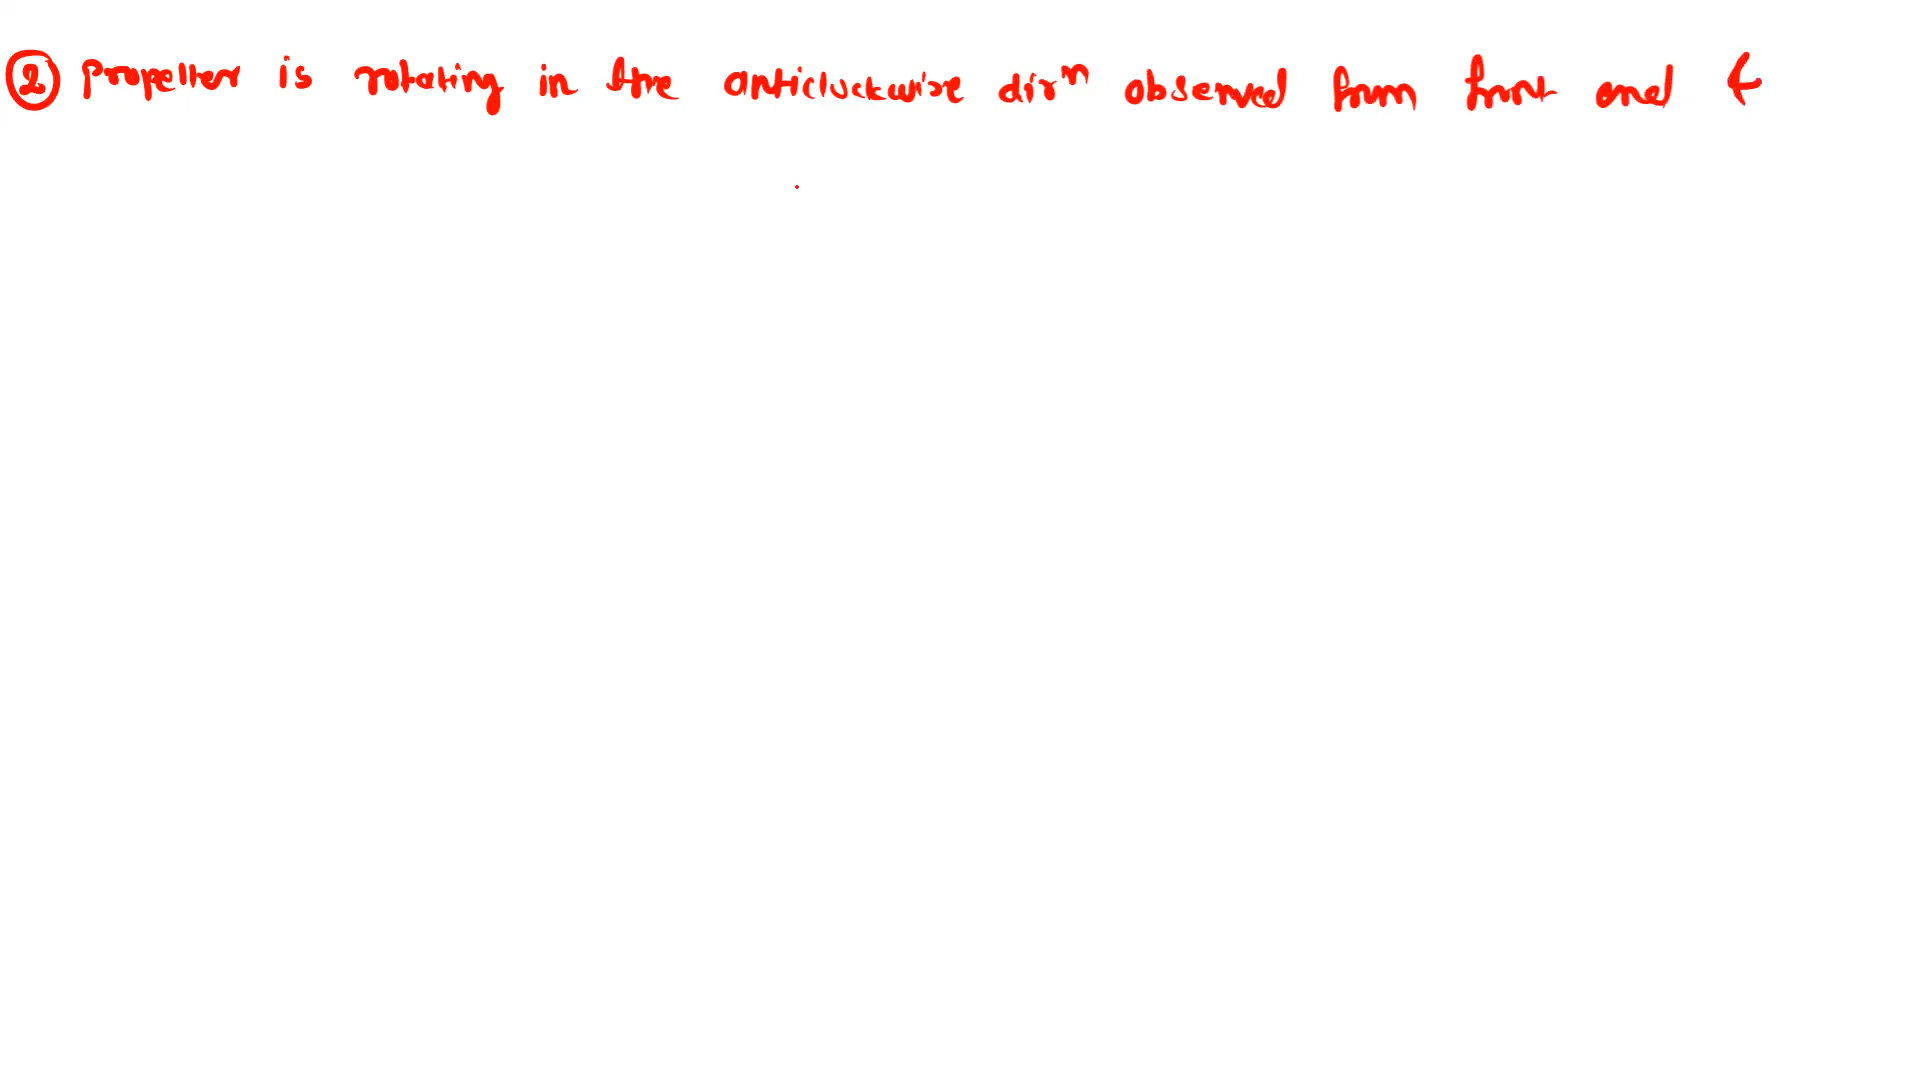 ② Propeller is rotating in the anticlockwise dirⁿ observed from front end &